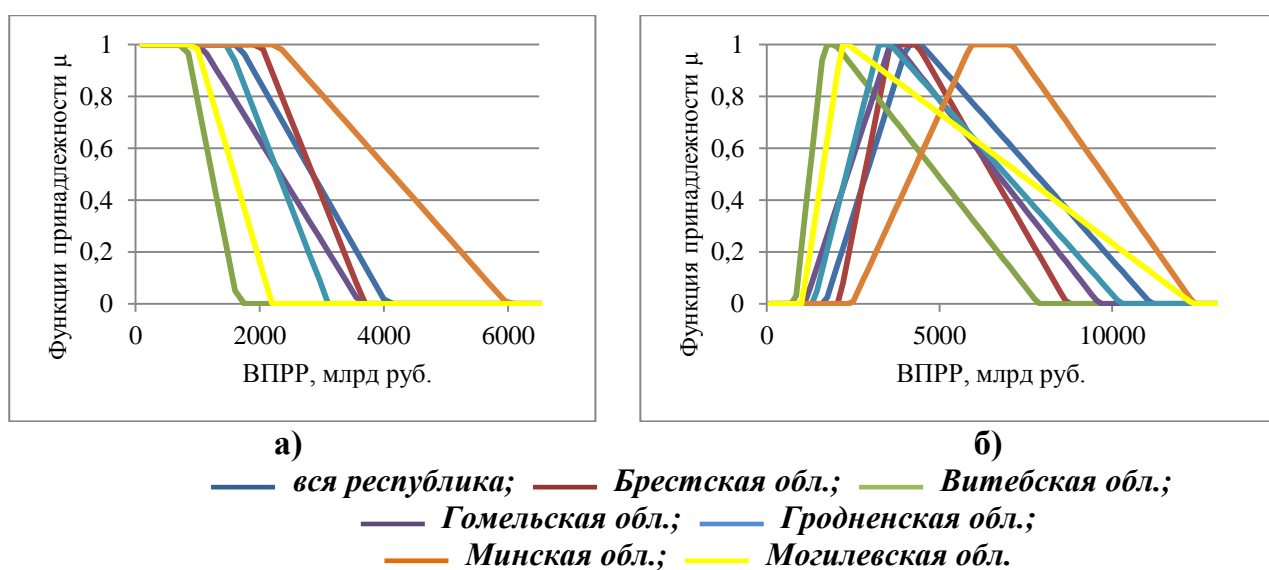 Функции принадлежности μ
1
0,8
0,6
0,4
0,2
0
0 2000 4000 6000
ВПРР, млрд руб.
а)
Функция принадлежности μ
1
0,8
0,6
0,4
0,2
0
0 5000 10000
ВПРР, млрд руб.
б)
вся республика; Брестская обл.; Витебская обл.;
Гомельская обл.; Гродненская обл.;
Минская обл.; Могилевская обл.